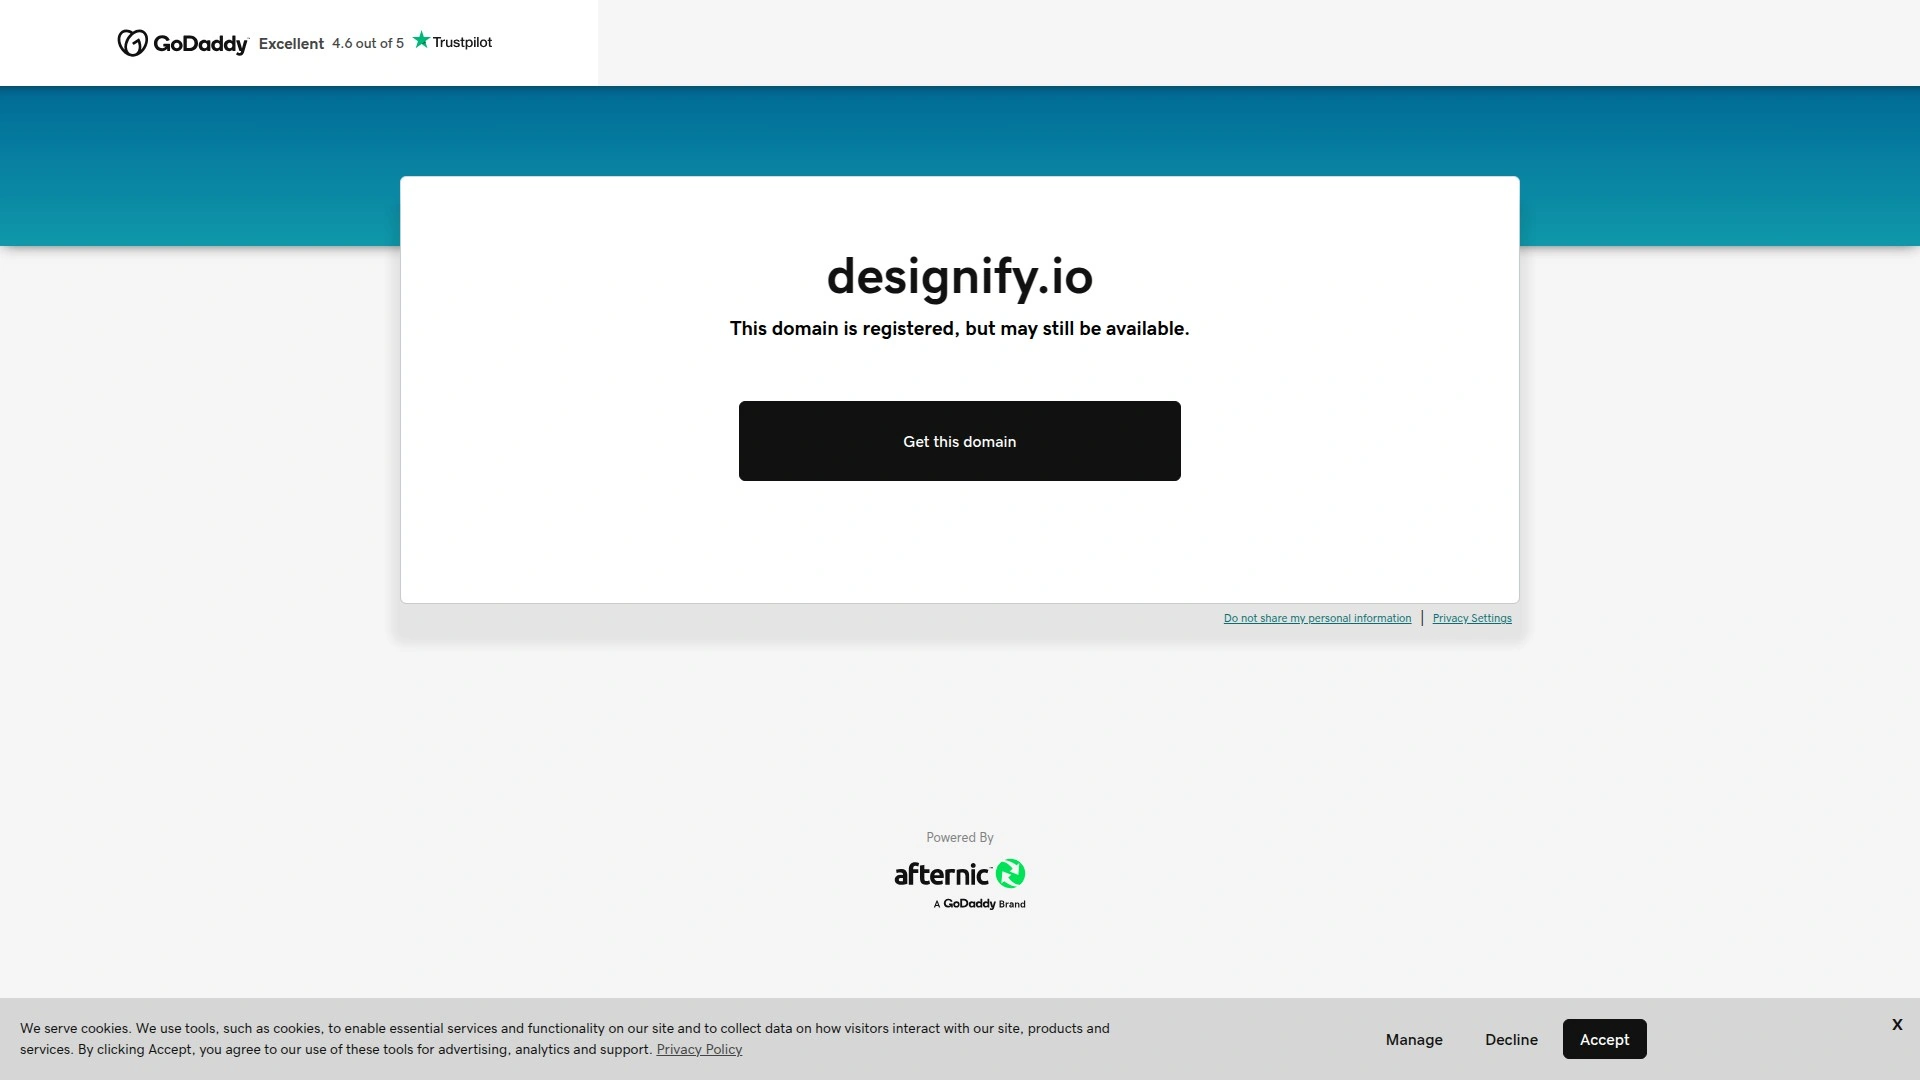 GoDaddy Excellent 4.6 out of 5 Trustpilot
designify.io
This domain is registered, but may still be available.
Get this domain
Do not share my personal information | Privacy Settings
Powered By
afternic
A GoDaddy Brand
We serve cookies. We use tools, such as cookies, to enable essential services and functionality on our site and to collect data on how visitors interact with our site, products and
services. By clicking Accept, you agree to our use of these tools for advertising, analytics and support. Privacy Policy
Manage Decline Accept X